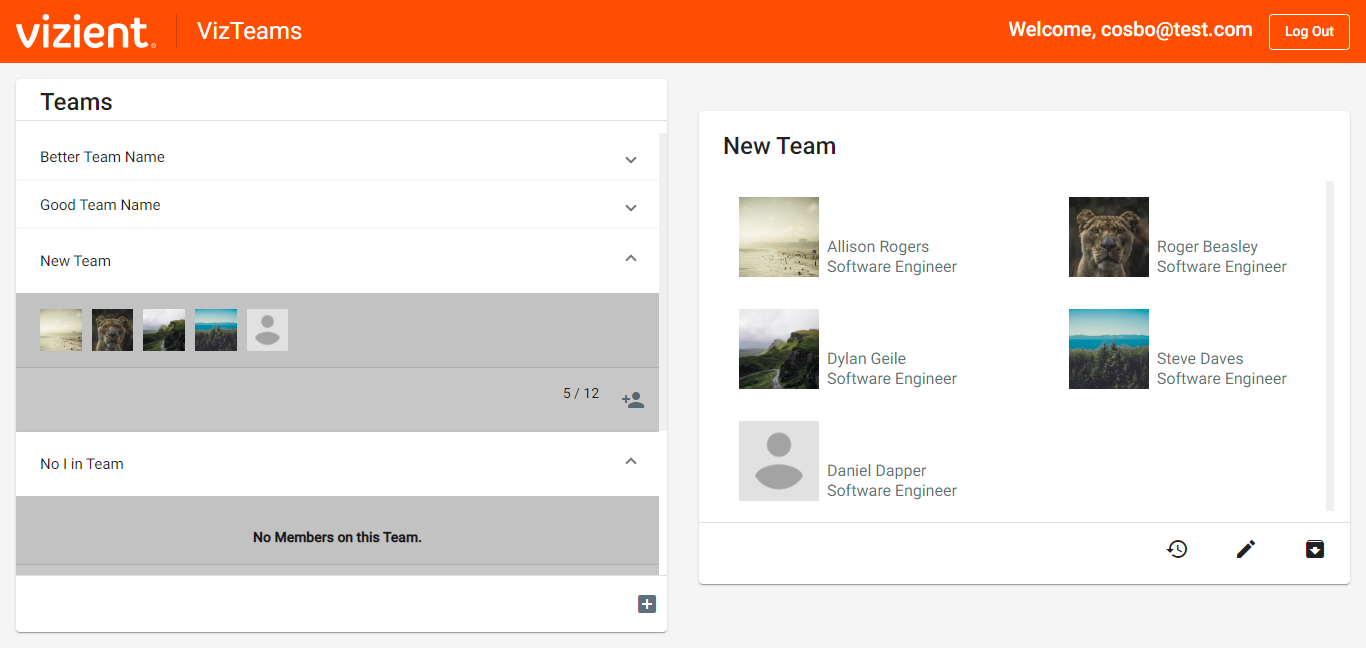 vizient®
VizTeams
Welcome, cosbo@test.com
Log Out
Teams
Better Team Name
Good Team Name
New Team
5 / 12
No I in Team
No Members on this Team.
New Team
Allison Rogers
Software Engineer
Roger Beasley
Software Engineer
Dylan Geile
Software Engineer
Steve Daves
Software Engineer
Daniel Dapper
Software Engineer